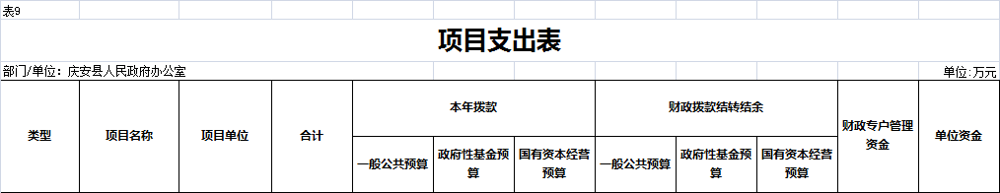 表9
项目支出表
部门/单位：庆安县人民政府办公室 单位:万元
类型 项目名称 项目单位 合计 本年拨款 财政拨款结转结余 财政专户管理资金 单位资金
一般公共预算 政府性基金预算 国有资本经营预算 一般公共预算 政府性基金预算 国有资本经营预算